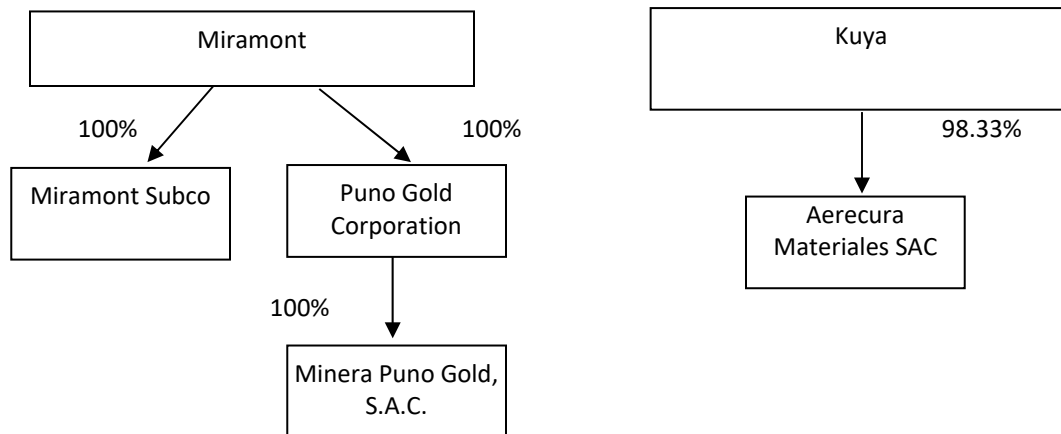 Miramont
Kuya
100%
100%
98.33%
Miramont Subco
Puno Gold
Corporation
Aerecura
Materiales SAC
100%
Minera Puno Gold,
S.A.C.